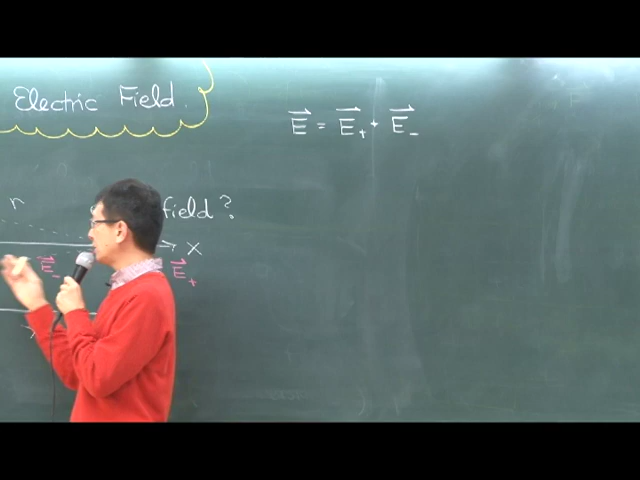 Electric Field
E⃗ = E⃗₊ + E⃗₋
r
field?
x
E⃗₋
E⃗₊